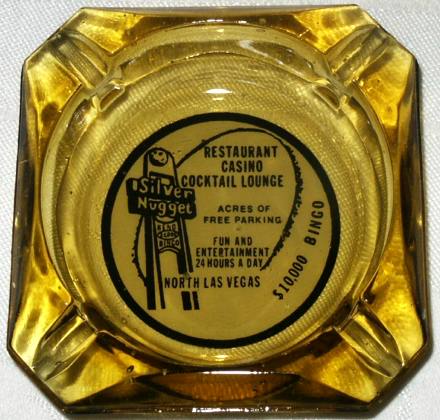 Silver
Nugget
RESTAURANT
CASINO
COCKTAIL LOUNGE
ACRES OF
FREE PARKING
FUN AND
ENTERTAINMENT
24 HOURS A DAY
NORTH LAS VEGAS
$10,000 BINGO